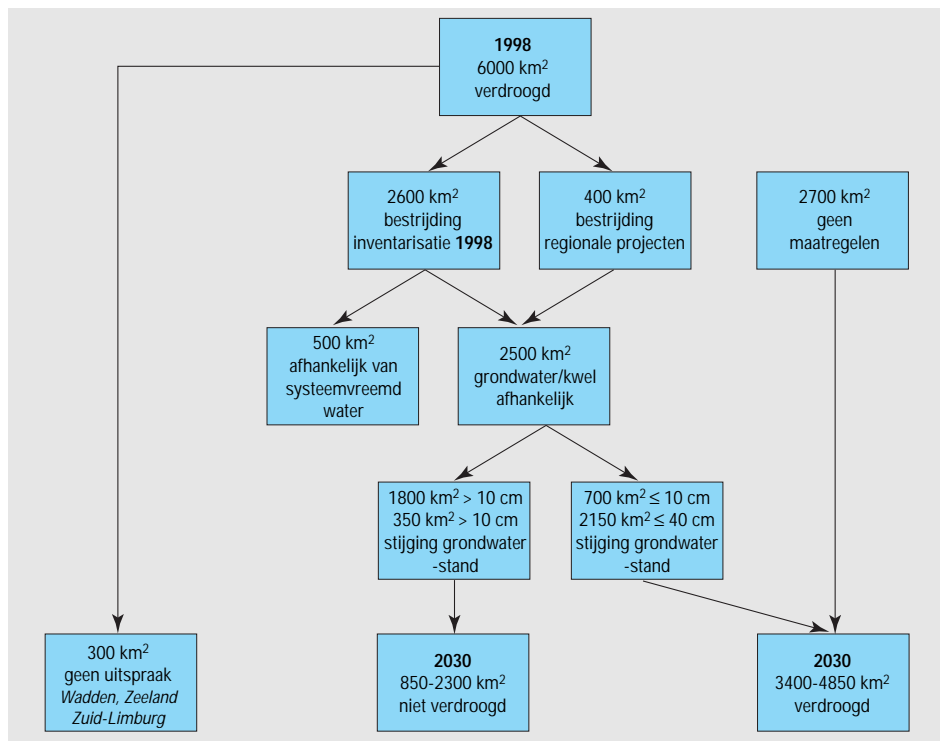 1998
6000 km²
verdroogd
2600 km²
bestrijding
inventarisatie 1998
400 km²
bestrijding
regionale projecten
2700 km²
geen
maatregelen
500 km²
afhankelijk van
systeemvreemd
water
2500 km²
grondwater/kwel
afhankelijk
1800 km² > 10 cm
350 km² > 10 cm
stijging grondwater
-stand
700 km² ≤ 10 cm
2150 km² ≤ 40 cm
stijging grondwater
-stand
300 km²
geen uitspraak
Wadden, Zeeland
Zuid-Limburg
2030
850-2300 km²
niet verdroogd
2030
3400-4850 km²
verdroogd